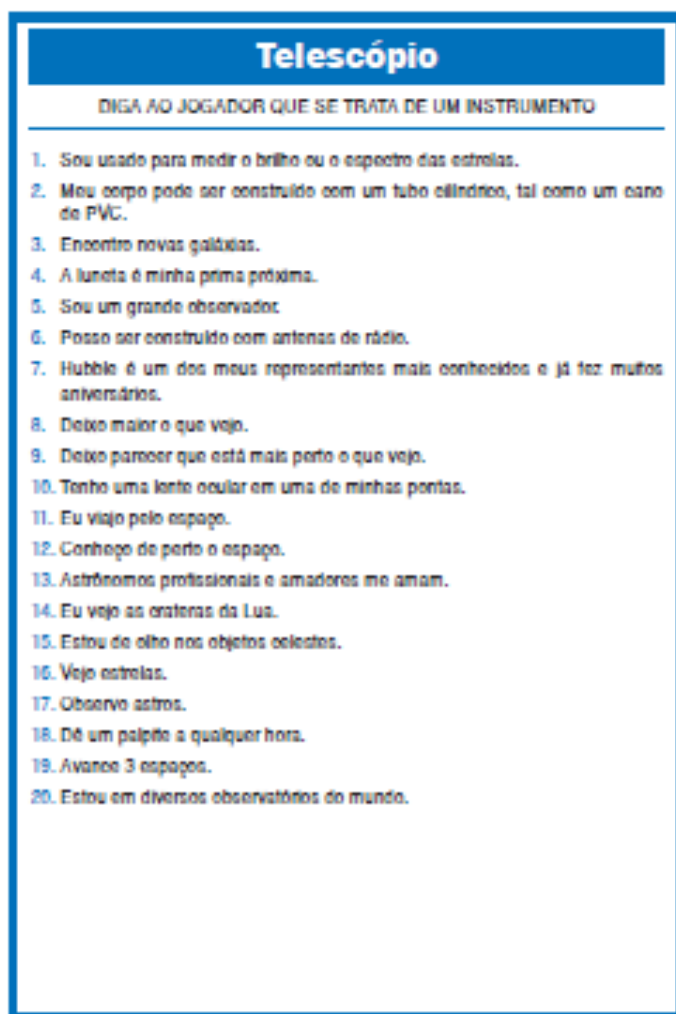 Telescópio
DIGA AO JOGADOR QUE SE TRATA DE UM INSTRUMENTO
1. Sou usado para medir o brilho ou o espectro das estrelas.
2. Meu corpo pode ser construído com um tubo cilíndrico, tal como um cano
de PVC.
3. Encontro novas galáxias.
4. A luneta é minha prima próxima.
5. Sou um grande observador.
6. Posso ser construído com antenas de rádio.
7. Hubble é um dos meus representantes mais conhecidos e já fez muitos
aniversários.
8. Deixo maior o que vejo.
9. Deixo parecer que está mais perto o que vejo.
10. Tenho uma lente ocular em uma de minhas pontas.
11. Eu viajo pelo espaço.
12. Conheço de perto o espaço.
13. Astrônomos profissionais e amadores me amam.
14. Eu vejo as crateras da Lua.
15. Estou de olho nos objetos celestes.
16. Vejo estrelas.
17. Observo astros.
18. Dê um palpite a qualquer hora.
19. Avance 3 espaços.
20. Estou em diversos observatórios do mundo.